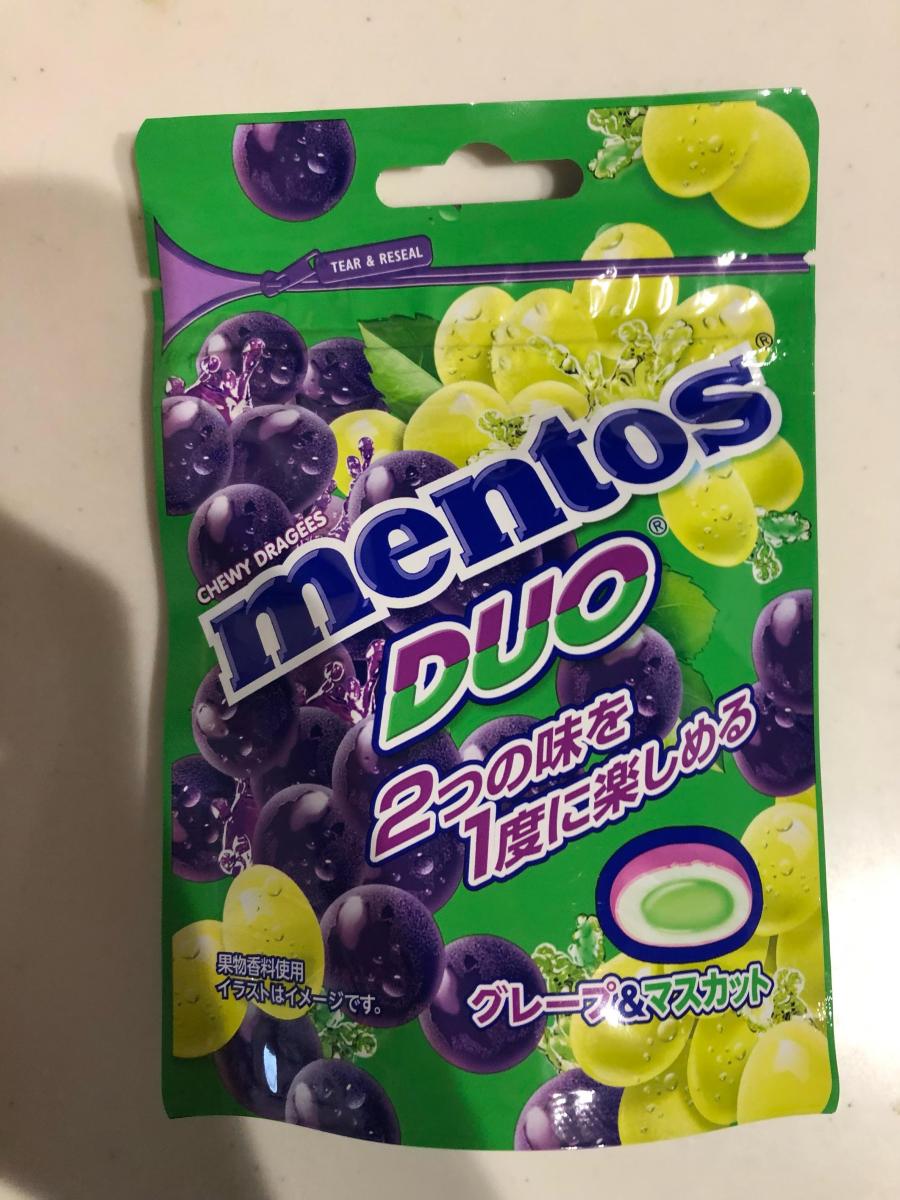 TEAR & RESEAL
mentos®
CHEWY DRAGÉES
DUO®
2つの味を
1度に楽しめる
果物香料使用
イラストはイメージです。
グレープ&マスカット